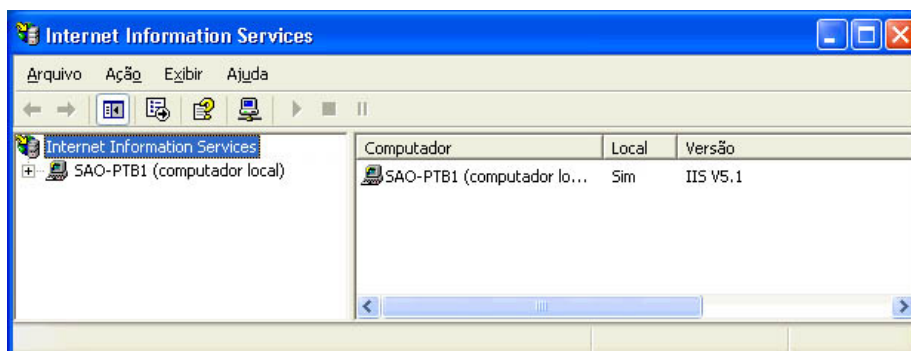 Internet Information Services
Arquivo Ação Exibir Ajuda
Internet Information Services
SAO-PTB1 (computador local)
Computador Local Versão
SAO-PTB1 (computador lo... Sim IIS V5.1